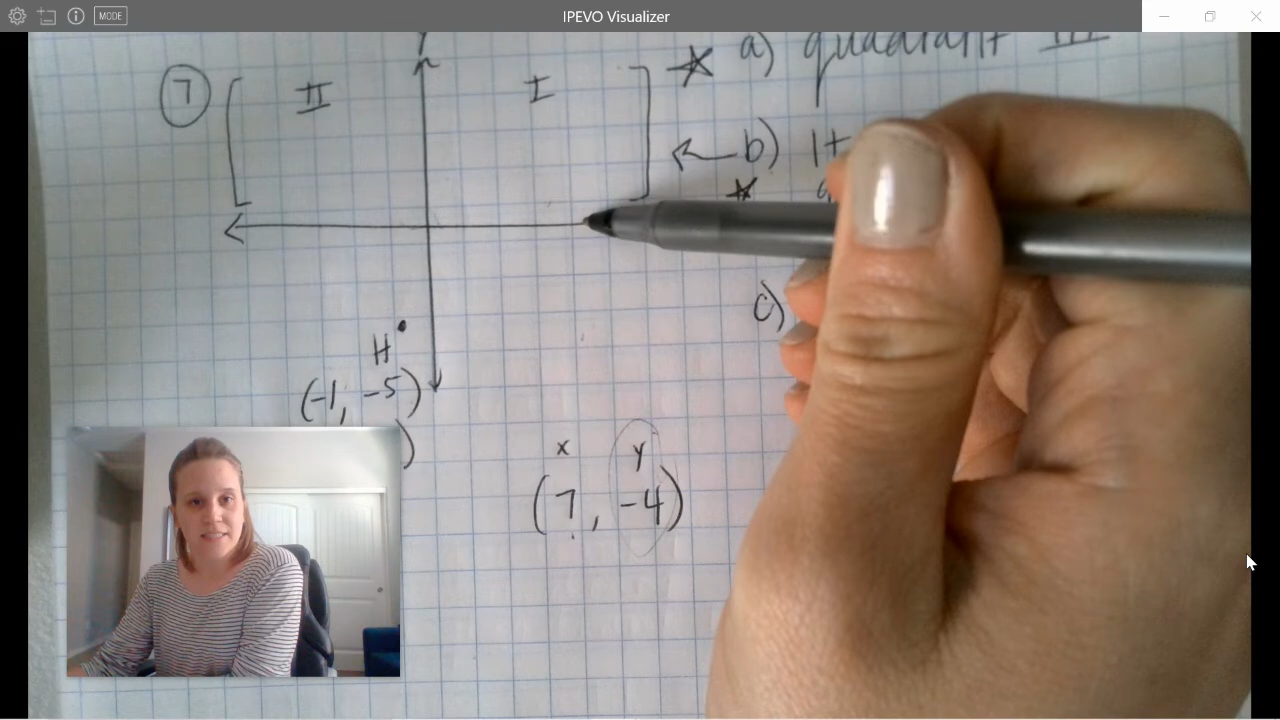 MODE
IPEVO Visualizer
a) quadrant III
7
II
I
b) It
H
(-1, -5)
c)
)
x
y
(7, -4)